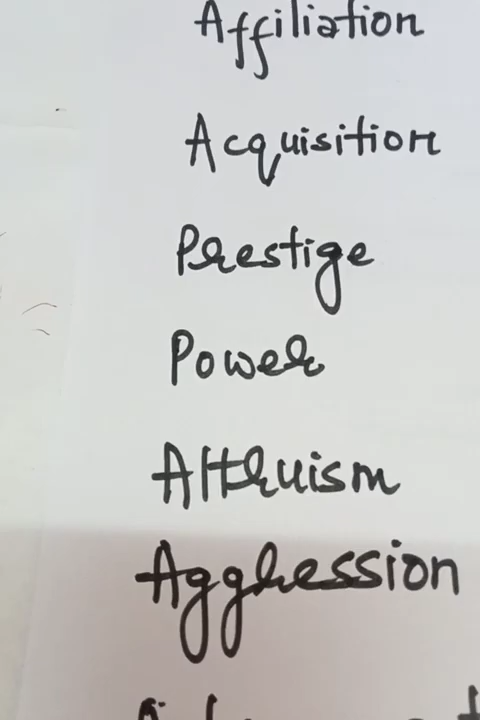 Affiliation
Acquisition
Prestige
Power
Altruism
Aggression